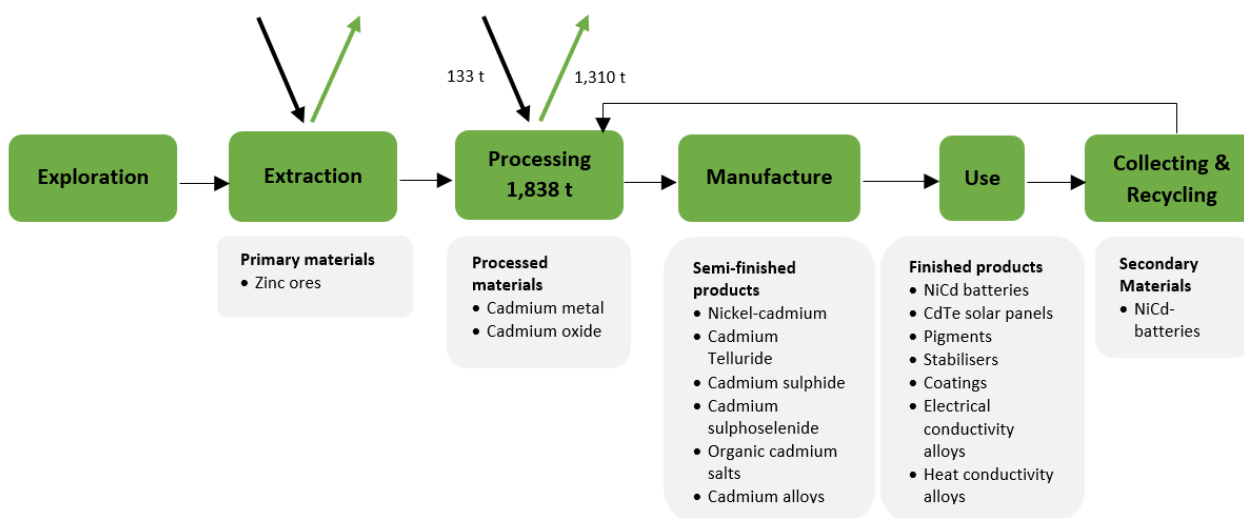 133 t
1,310 t
Exploration
Extraction
Processing
1,838 t
Manufacture
Use
Collecting &
Recycling
Primary materials
• Zinc ores
Processed
materials
• Cadmium metal
• Cadmium oxide
Semi-finished
products
• Nickel-cadmium
• Cadmium
Telluride
• Cadmium sulphide
• Cadmium
sulphoselenide
• Organic cadmium
salts
• Cadmium alloys
Finished products
• NiCd batteries
• CdTe solar panels
• Pigments
• Stabilisers
• Coatings
• Electrical
conductivity
alloys
• Heat conductivity
alloys
Secondary
Materials
• NiCd-
batteries